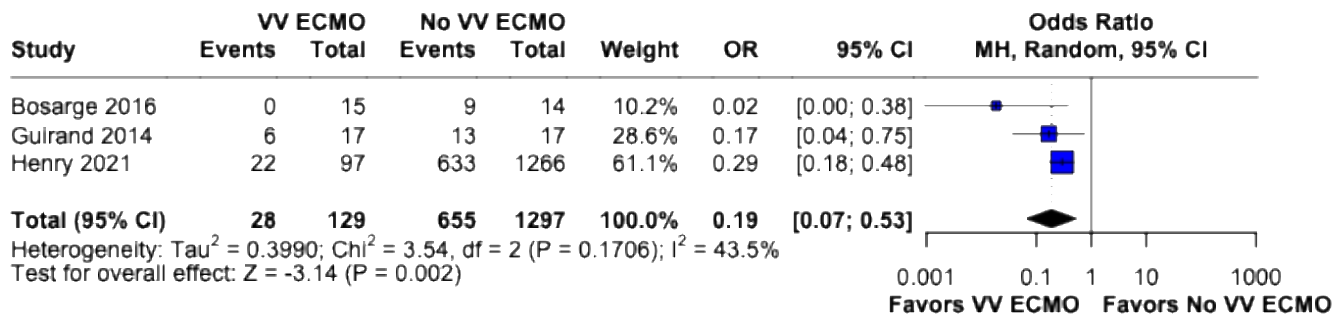 VV ECMO No VV ECMO Odds Ratio
Study Events Total Events Total Weight OR 95% CI MH, Random, 95% CI
Bosarge 2016 0 15 9 14 10.2% 0.02 [0.00; 0.38]
Guirand 2014 6 17 13 17 28.6% 0.17 [0.04; 0.75]
Henry 2021 22 97 633 1266 61.1% 0.29 [0.18; 0.48]
Total (95% CI) 28 129 655 1297 100.0% 0.19 [0.07; 0.53]
Heterogeneity: Tau² = 0.3990; Chi² = 3.54, df = 2 (P = 0.1706); I² = 43.5%
Test for overall effect: Z = -3.14 (P = 0.002)
0.001 0.1 1 10 1000
Favors VV ECMO Favors No VV ECMO